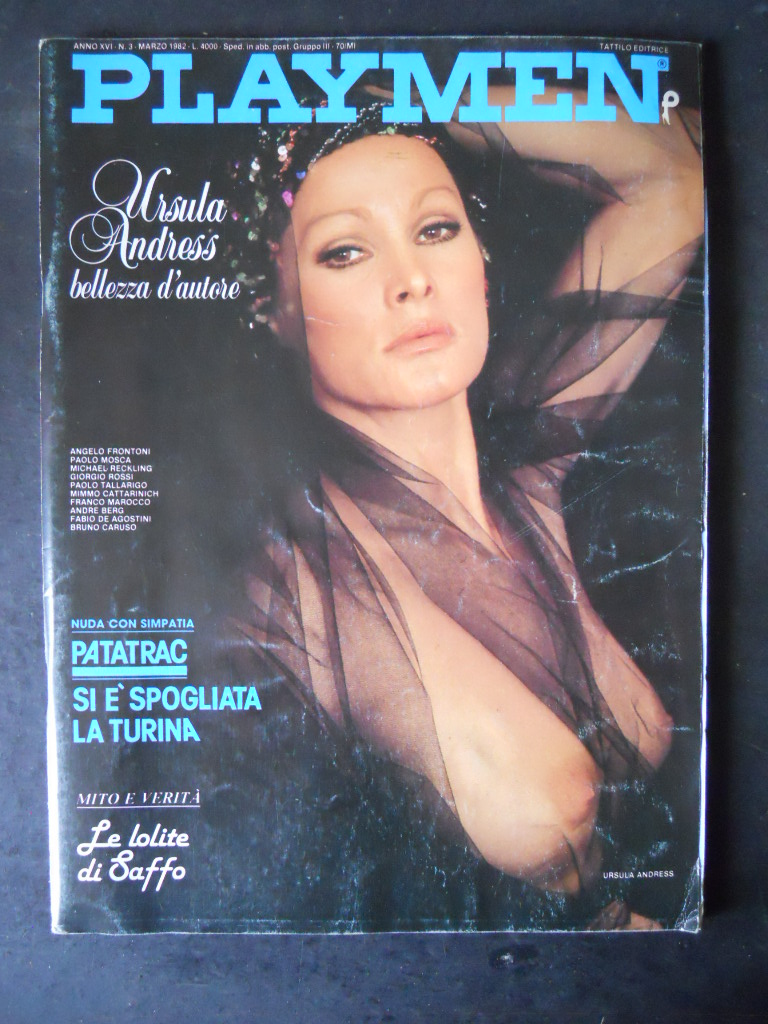 ANNO XVI - N. 3 - MARZO 1982 - L. 4000 - Sped. in abb. post. Gruppo III - 70/MI
TATTILO EDITRICE
PLAYMEN
Ursula
Andress
bellezza d'autore
ANGELO FRONTONI
PAOLO MOSCA
MICHAEL RECKLING
GIORGIO ROSSI
PAOLO TALLARIGO
MIMMO CATTARINICH
FRANCO MAROCCO
ANDRE BERG
FABIO DE AGOSTINI
BRUNO CARUSO
NUDA CON SIMPATIA
PATATRAC
SI E' SPOGLIATA
LA TURINA
MITO E VERITÀ
Le lolite
di Saffo
URSULA ANDRESS